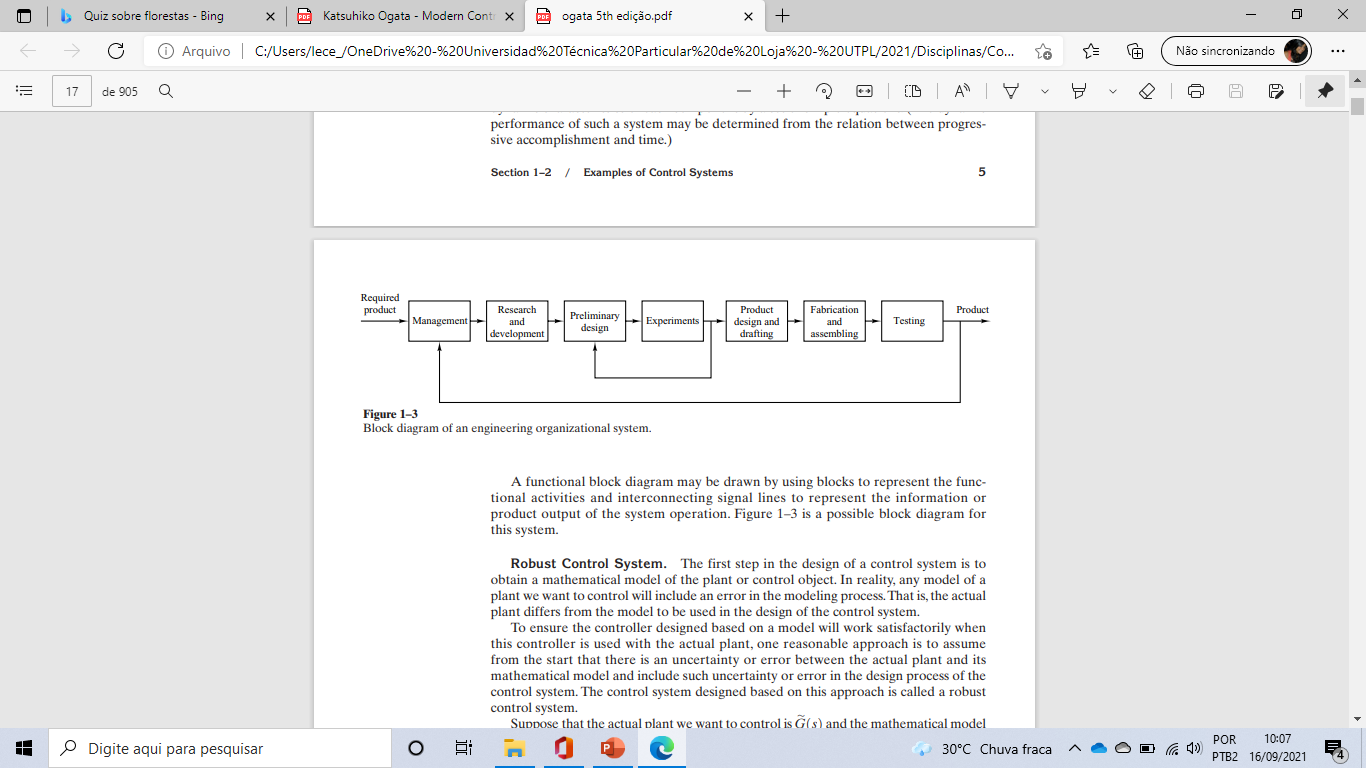 Quiz sobre florestas - Bing
Katsuhiko Ogata - Modern Cont
ogata 5th edição.pdf
Arquivo
C:/Users/lece_/OneDrive%20-%20Universidad%20Técnica%20Particular%20de%20Loja%20-%20UTPL/2021/Disciplinas/Co...
Não sincronizando
17
de 905
performance of such a system may be determined from the relation between progres-
sive accomplishment and time.)
Section 1–2 / Examples of Control Systems
5
Required
product
Management
Research
and
development
Preliminary
design
Experiments
Product
design and
drafting
Fabrication
and
assembling
Testing
Product
Figure 1–3
Block diagram of an engineering organizational system.
A functional block diagram may be drawn by using blocks to represent the func-
tional activities and interconnecting signal lines to represent the information or
product output of the system operation. Figure 1–3 is a possible block diagram for
this system.
Robust Control System. The first step in the design of a control system is to
obtain a mathematical model of the plant or control object. In reality, any model of a
plant we want to control will include an error in the modeling process. That is, the actual
plant differs from the model to be used in the design of the control system.
To ensure the controller designed based on a model will work satisfactorily when
this controller is used with the actual plant, one reasonable approach is to assume
from the start that there is an uncertainty or error between the actual plant and its
mathematical model and include such uncertainty or error in the design process of the
control system. The control system designed based on this approach is called a robust
control system.
Suppose that the actual plant we want to control is G̃(s) and the mathematical model
Digite aqui para pesquisar
30°C Chuva fraca
POR
PTB2
10:07
16/09/2021
4